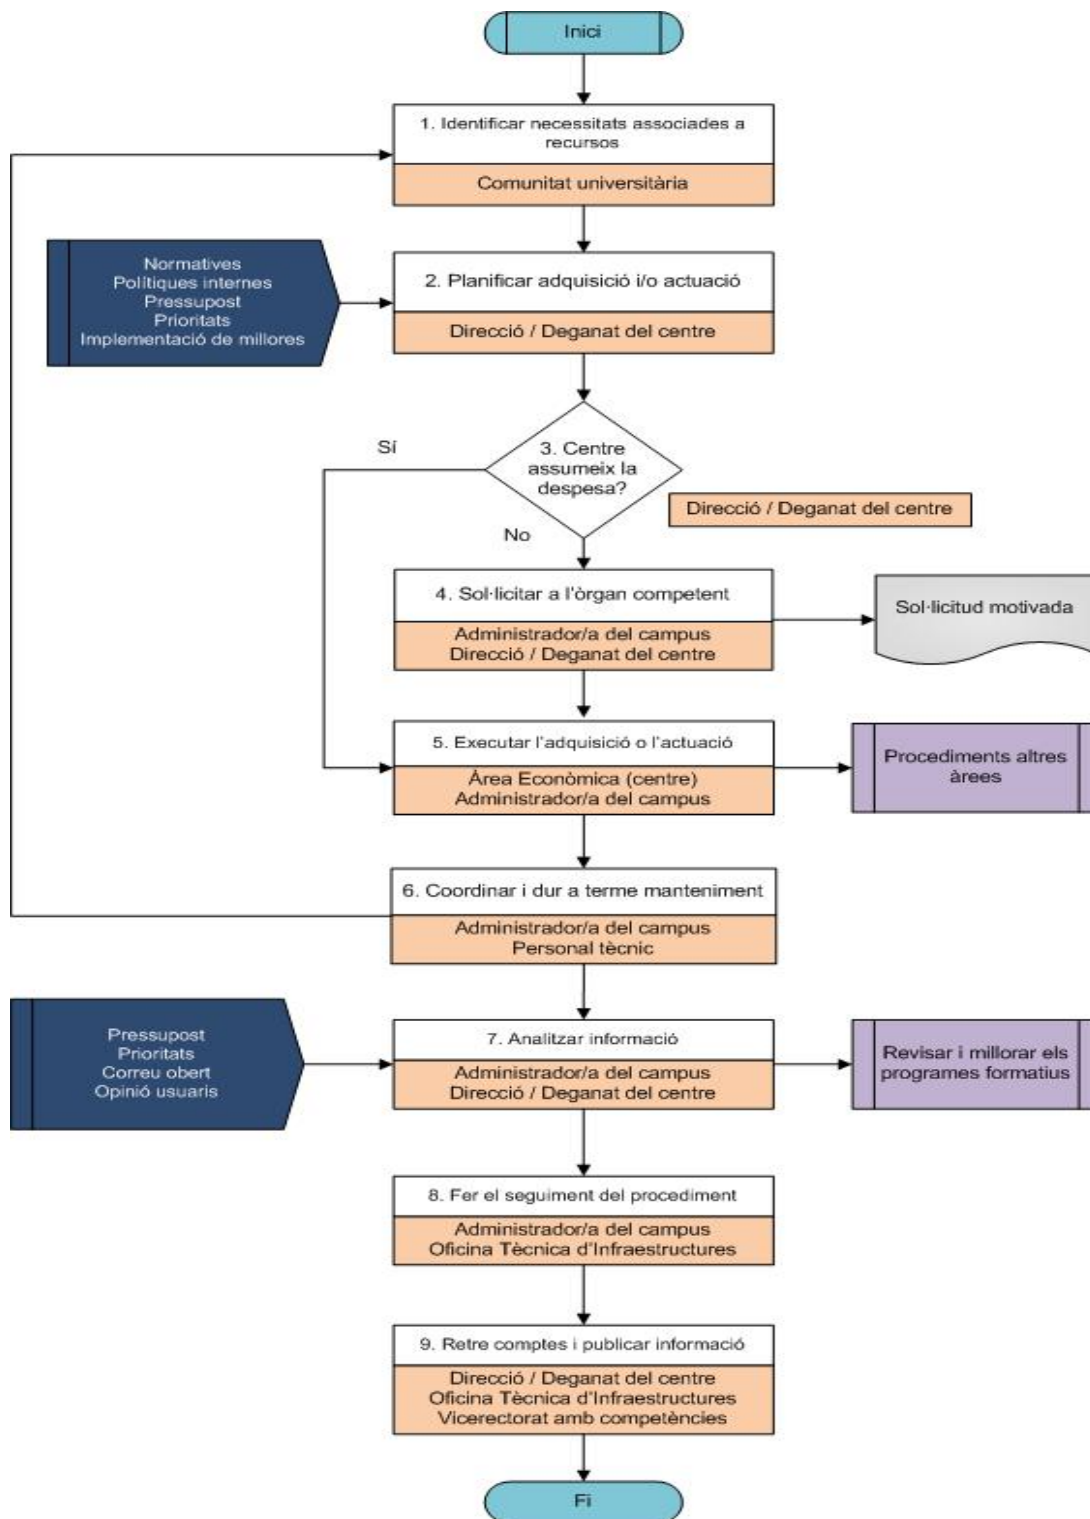 Inici
1. Identificar necessitats associades a
recursos
Comunitat universitària
Normatives
Polítiques internes
Pressupost
Prioritats
Implementació de millores
2. Planificar adquisició i/o actuació
Direcció / Deganat del centre
Sí
3. Centre
assumeix la
despesa?
Direcció / Deganat del centre
No
4. Sol·licitar a l'òrgan competent
Administrador/a del campus
Direcció / Deganat del centre
Sol·licitud motivada
5. Executar l'adquisició o l'actuació
Àrea Econòmica (centre)
Administrador/a del campus
Procediments altres
àrees
6. Coordinar i dur a terme manteniment
Administrador/a del campus
Personal tècnic
Pressupost
Prioritats
Correu obert
Opinió usuaris
7. Analitzar informació
Administrador/a del campus
Direcció / Deganat del centre
Revisar i millorar els
programes formatius
8. Fer el seguiment del procediment
Administrador/a del campus
Oficina Tècnica d'Infraestructures
9. Retre comptes i publicar informació
Direcció / Deganat del centre
Oficina Tècnica d'Infraestructures
Vicerectorat amb competències
Fi